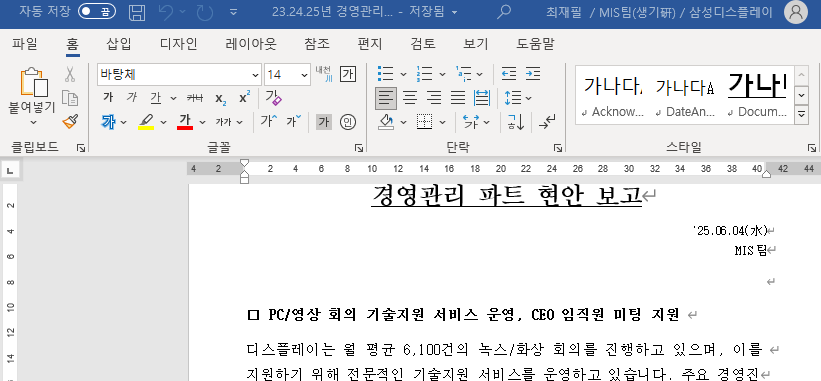 자동 저장 끔 23.24.25년 경영관리... - 저장됨 최재필 / MIS팀(생기硏) / 삼성디스플레이
파일 홈 삽입 디자인 레이아웃 참조 편지 검토 보기 도움말
붙여넣기
바탕체 14 내천 가
가 가 가 가나 x₂ x² 가
가 가 가가 가 가 가
클립보드 글꼴 단락 스타일
가나다 가나다A 가나
Acknow... DateAn... Docum...
4 2 2 4 6 8 10 12 14 16 18 20 22 24 26 28 30 32 34 36 38 40 42 44
2
4
6
8
10
12
14
경영관리 파트 현안 보고
'25.06.04(水)
MIS팀
□ PC/영상 회의 기술지원 서비스 운영, CEO 임직원 미팅 지원
디스플레이는 월 평균 6,100건의 녹스/화상 회의를 진행하고 있으며, 이를
지원하기 위해 전문적인 기술지원 서비스를 운영하고 있습니다. 주요 경영진